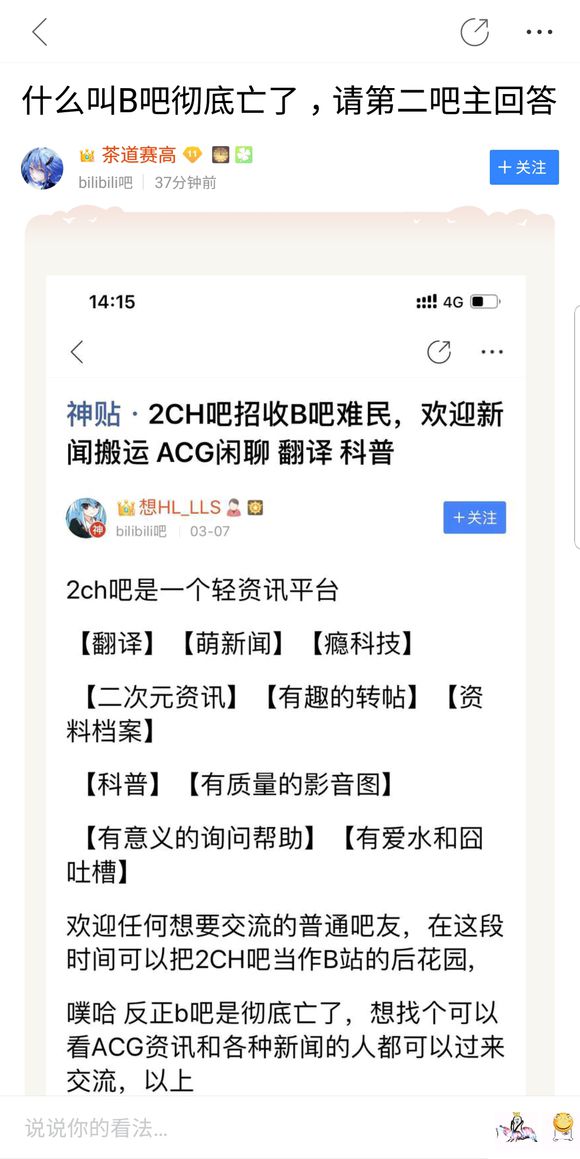 什么叫B吧彻底亡了，请第二吧主回答
茶道赛高 11
bilibili吧 37分钟前
+关注
14:15
4G
神贴·2CH吧招收B吧难民，欢迎新
闻搬运 ACG闲聊 翻译 科普
想HL_LLS
神
bilibili吧 03-07
+关注
2ch吧是一个轻资讯平台
【翻译】【萌新闻】【瘾科技】
【二次元资讯】【有趣的转帖】【资
料档案】
【科普】【有质量的影音图】
【有意义的询问帮助】【有爱水和囧
吐槽】
欢迎任何想要交流的普通吧友，在这段
时间可以把2CH吧当作B站的后花园，
噗哈 反正b吧是彻底亡了，想找个可以
看ACG资讯和各种新闻的人都可以过来
交流，以上
说说你的看法...